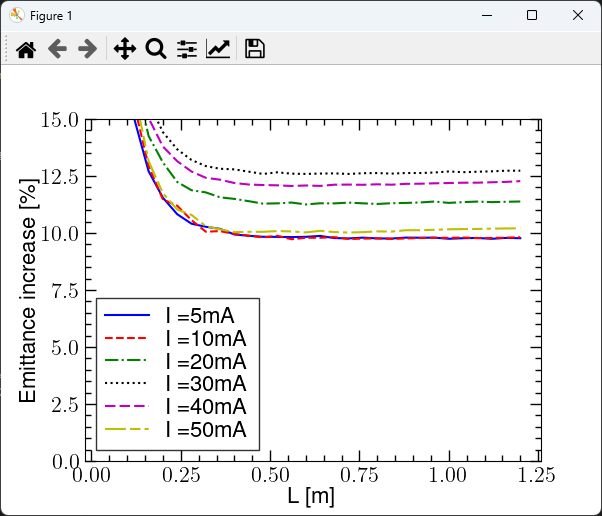 Figure 1
15.0
12.5
10.0
7.5
5.0
2.5
0.0
Emittance increase [%]
I =5mA
I =10mA
I =20mA
I =30mA
I =40mA
I =50mA
0.00 0.25 0.50 0.75 1.00 1.25
L [m]